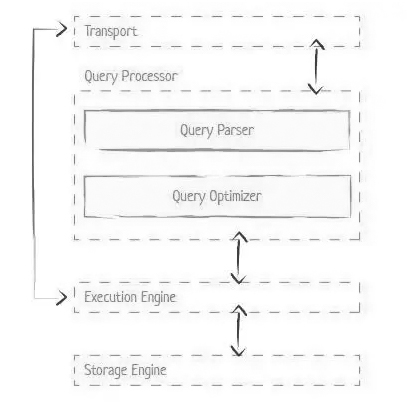 Transport
Query Processor
Query Parser
Query Optimizer
Execution Engine
Storage Engine